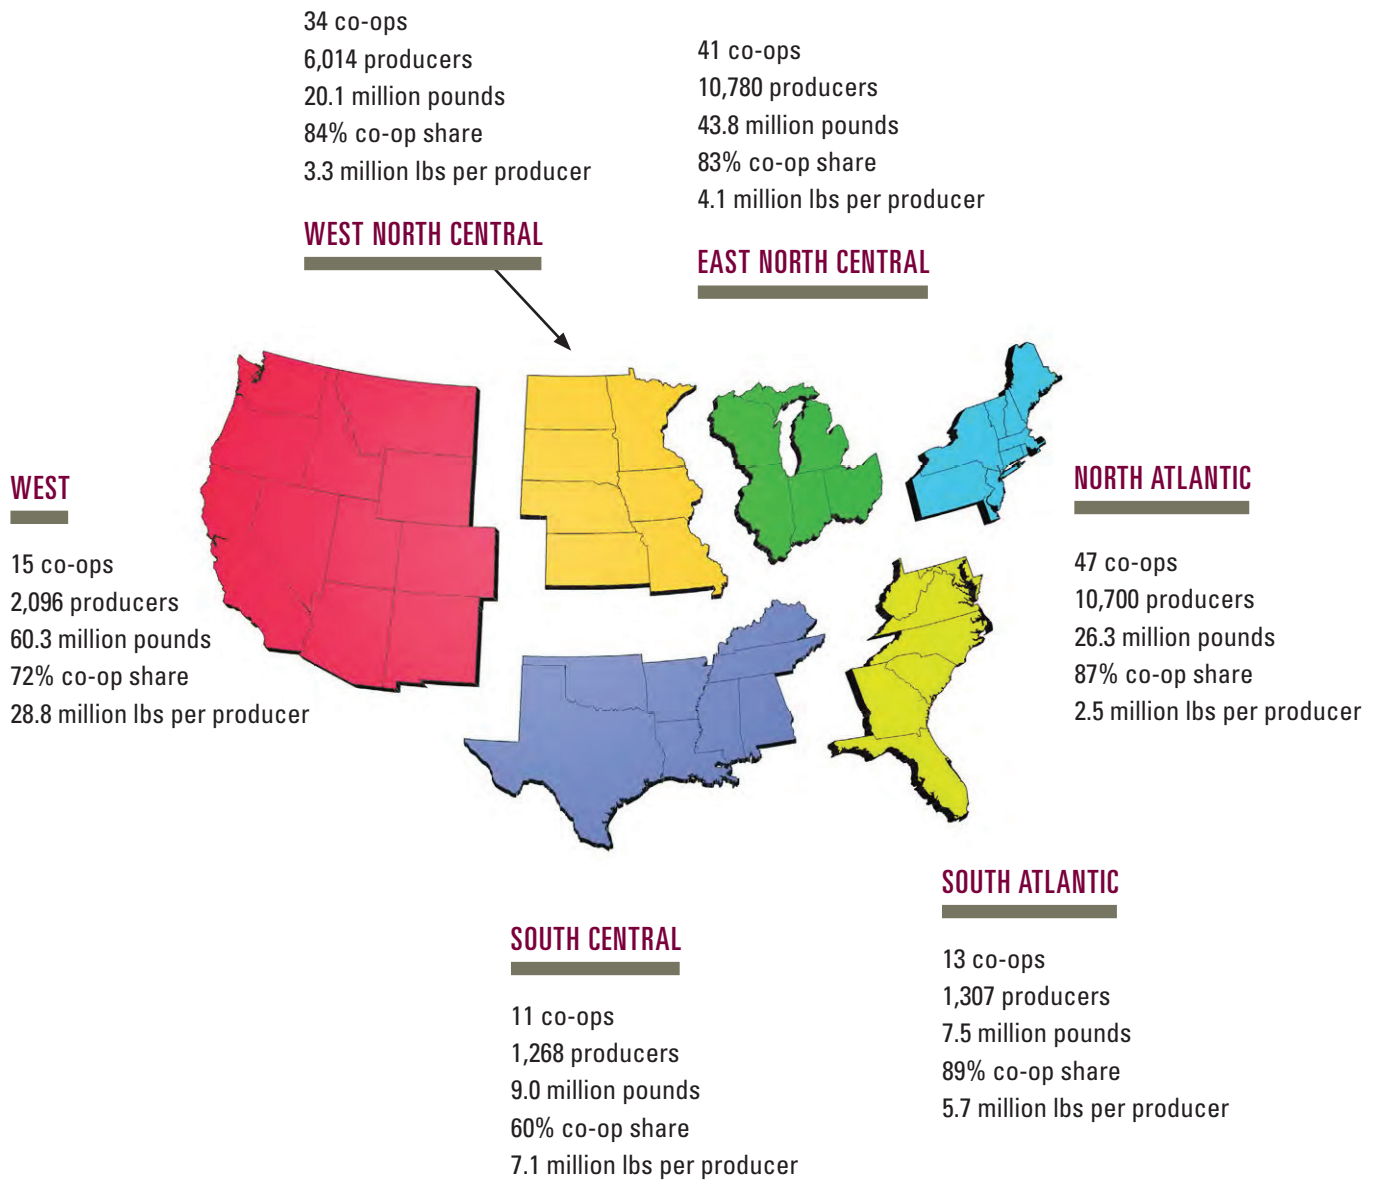 34 co-ops
6,014 producers
20.1 million pounds
84% co-op share
3.3 million lbs per producer
WEST NORTH CENTRAL
41 co-ops
10,780 producers
43.8 million pounds
83% co-op share
4.1 million lbs per producer
EAST NORTH CENTRAL
WEST
15 co-ops
2,096 producers
60.3 million pounds
72% co-op share
28.8 million lbs per producer
NORTH ATLANTIC
47 co-ops
10,700 producers
26.3 million pounds
87% co-op share
2.5 million lbs per producer
SOUTH CENTRAL
11 co-ops
1,268 producers
9.0 million pounds
60% co-op share
7.1 million lbs per producer
SOUTH ATLANTIC
13 co-ops
1,307 producers
7.5 million pounds
89% co-op share
5.7 million lbs per producer